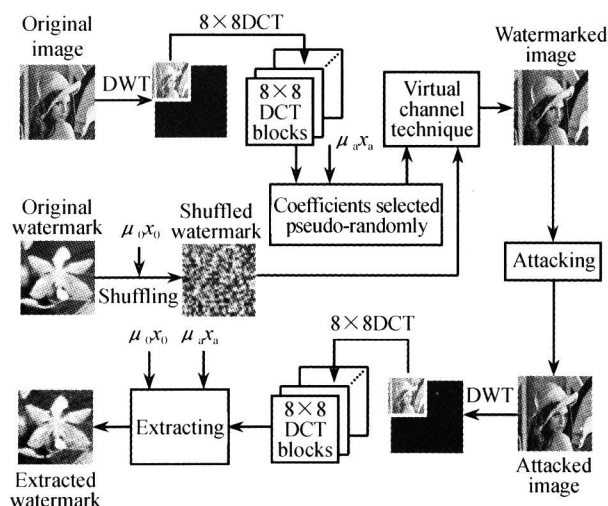 Original
image
8×8DCT
DWT
8×8
DCT
blocks
Virtual
channel
technique
Watermarked
image
μaxa
Coefficients selected
pseudo-randomly
Original
watermark
μ0x0
Shuffling
Shuffled
watermark
Attacking
μ0x0
μaxa
8×8DCT
Extracting
8×8
DCT
blocks
DWT
Extracted
watermark
Attacked
image